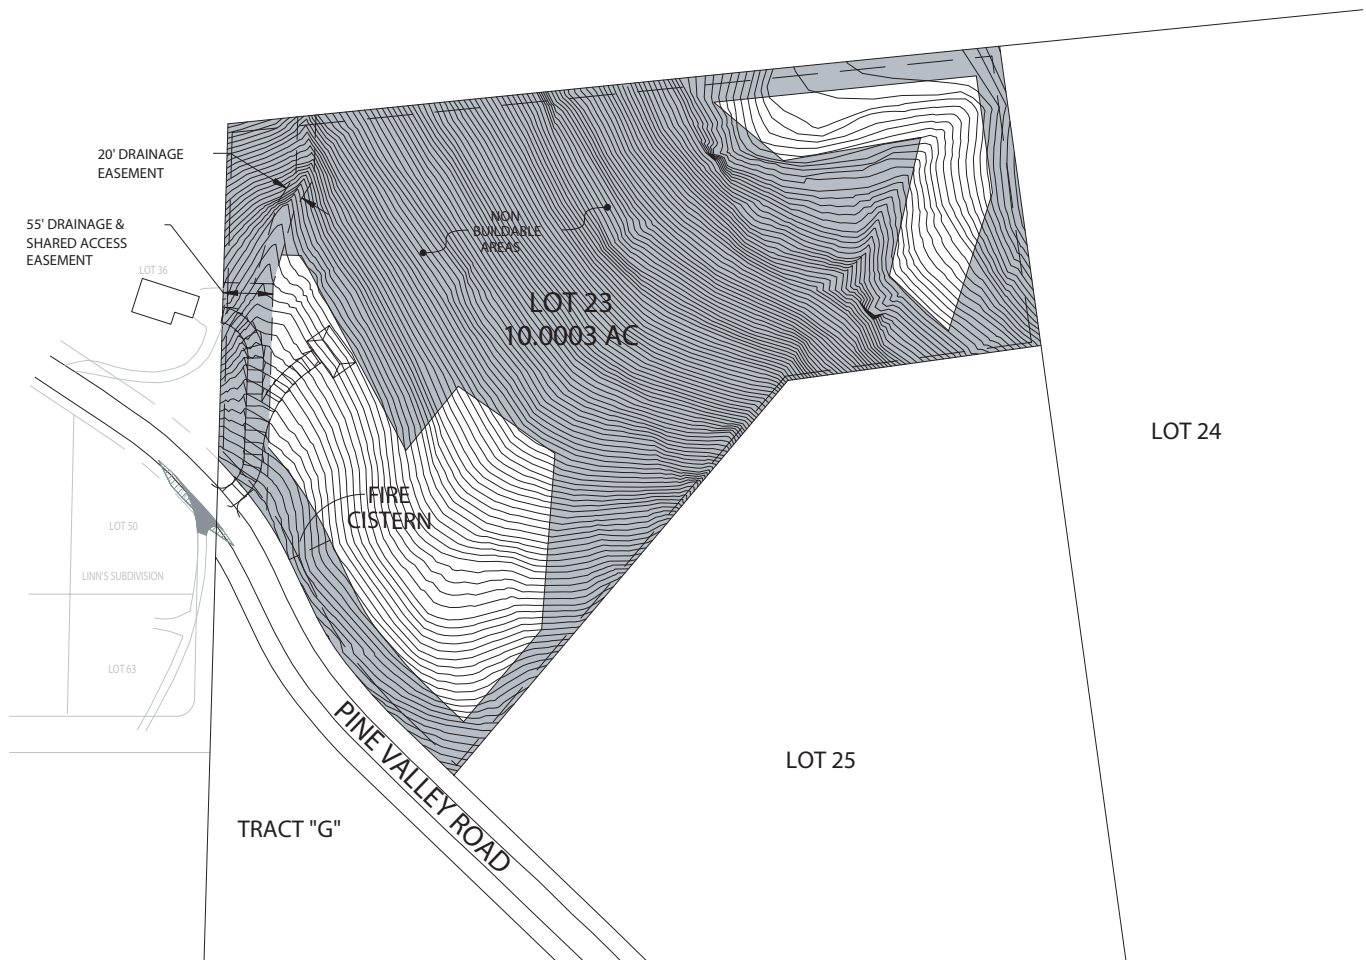 20' DRAINAGE
EASEMENT
55' DRAINAGE &
SHARED ACCESS
EASEMENT
LOT 36
NON
BUILDABLE
AREAS
LOT 23
10.0003 AC
LOT 24
FIRE
CISTERN
LOT 50
LINN'S SUBDIVISION
LOT 63
PINE VALLEY ROAD
LOT 25
TRACT "G"